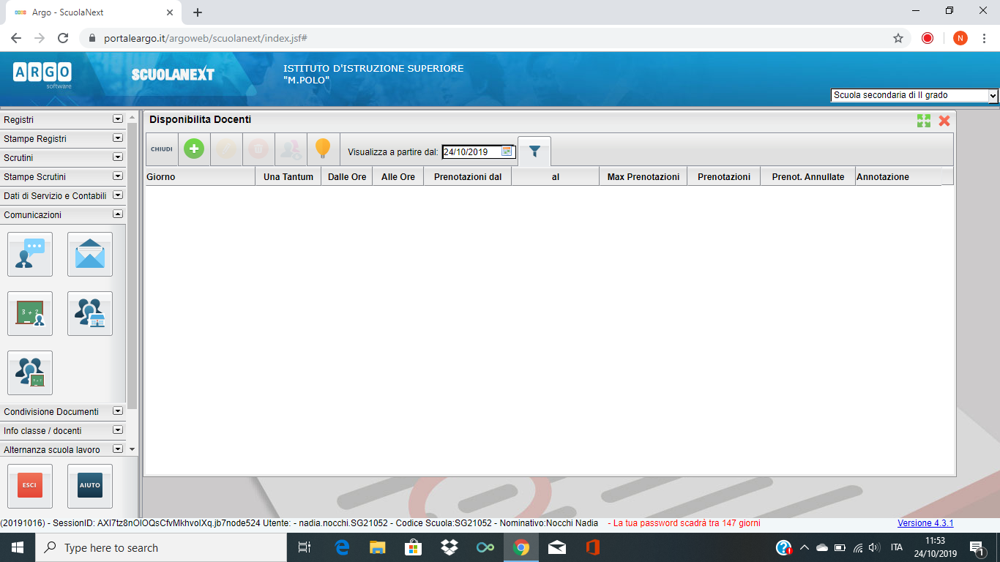 Argo - ScuolaNext
portaleargo.it/argoweb/scuolanext/index.jsf#
N
ARGO
software
SCUOLANEXT
ISTITUTO D'ISTRUZIONE SUPERIORE
"M.POLO"
Scuola secondaria di II grado
Registri
Stampe Registri
Scrutini
Stampe Scrutini
Dati di Servizio e Contabili
Comunicazioni
3 + 2
Condivisione Documenti
Info classe / docenti
Alternanza scuola lavoro
ESCI
AIUTO
Disponibilita Docenti
CHIUDI
Visualizza a partire dal: 24/10/2019
Giorno Una Tantum Dalle Ore Alle Ore Prenotazioni dal al Max Prenotazioni Prenotazioni Prenot. Annullate Annotazione
(20191016) - SessionID: AXI7tz8nOIOQsCfvMkhvoIXq.jb7node524 Utente: - nadia.nocchi.SG21052 - Codice Scuola:SG21052 - Nominativo:Nocchi Nadia - La tua password scadrà tra 147 giorni Versione 4.3.1
Type here to search
ITA
11:53
24/10/2019
1